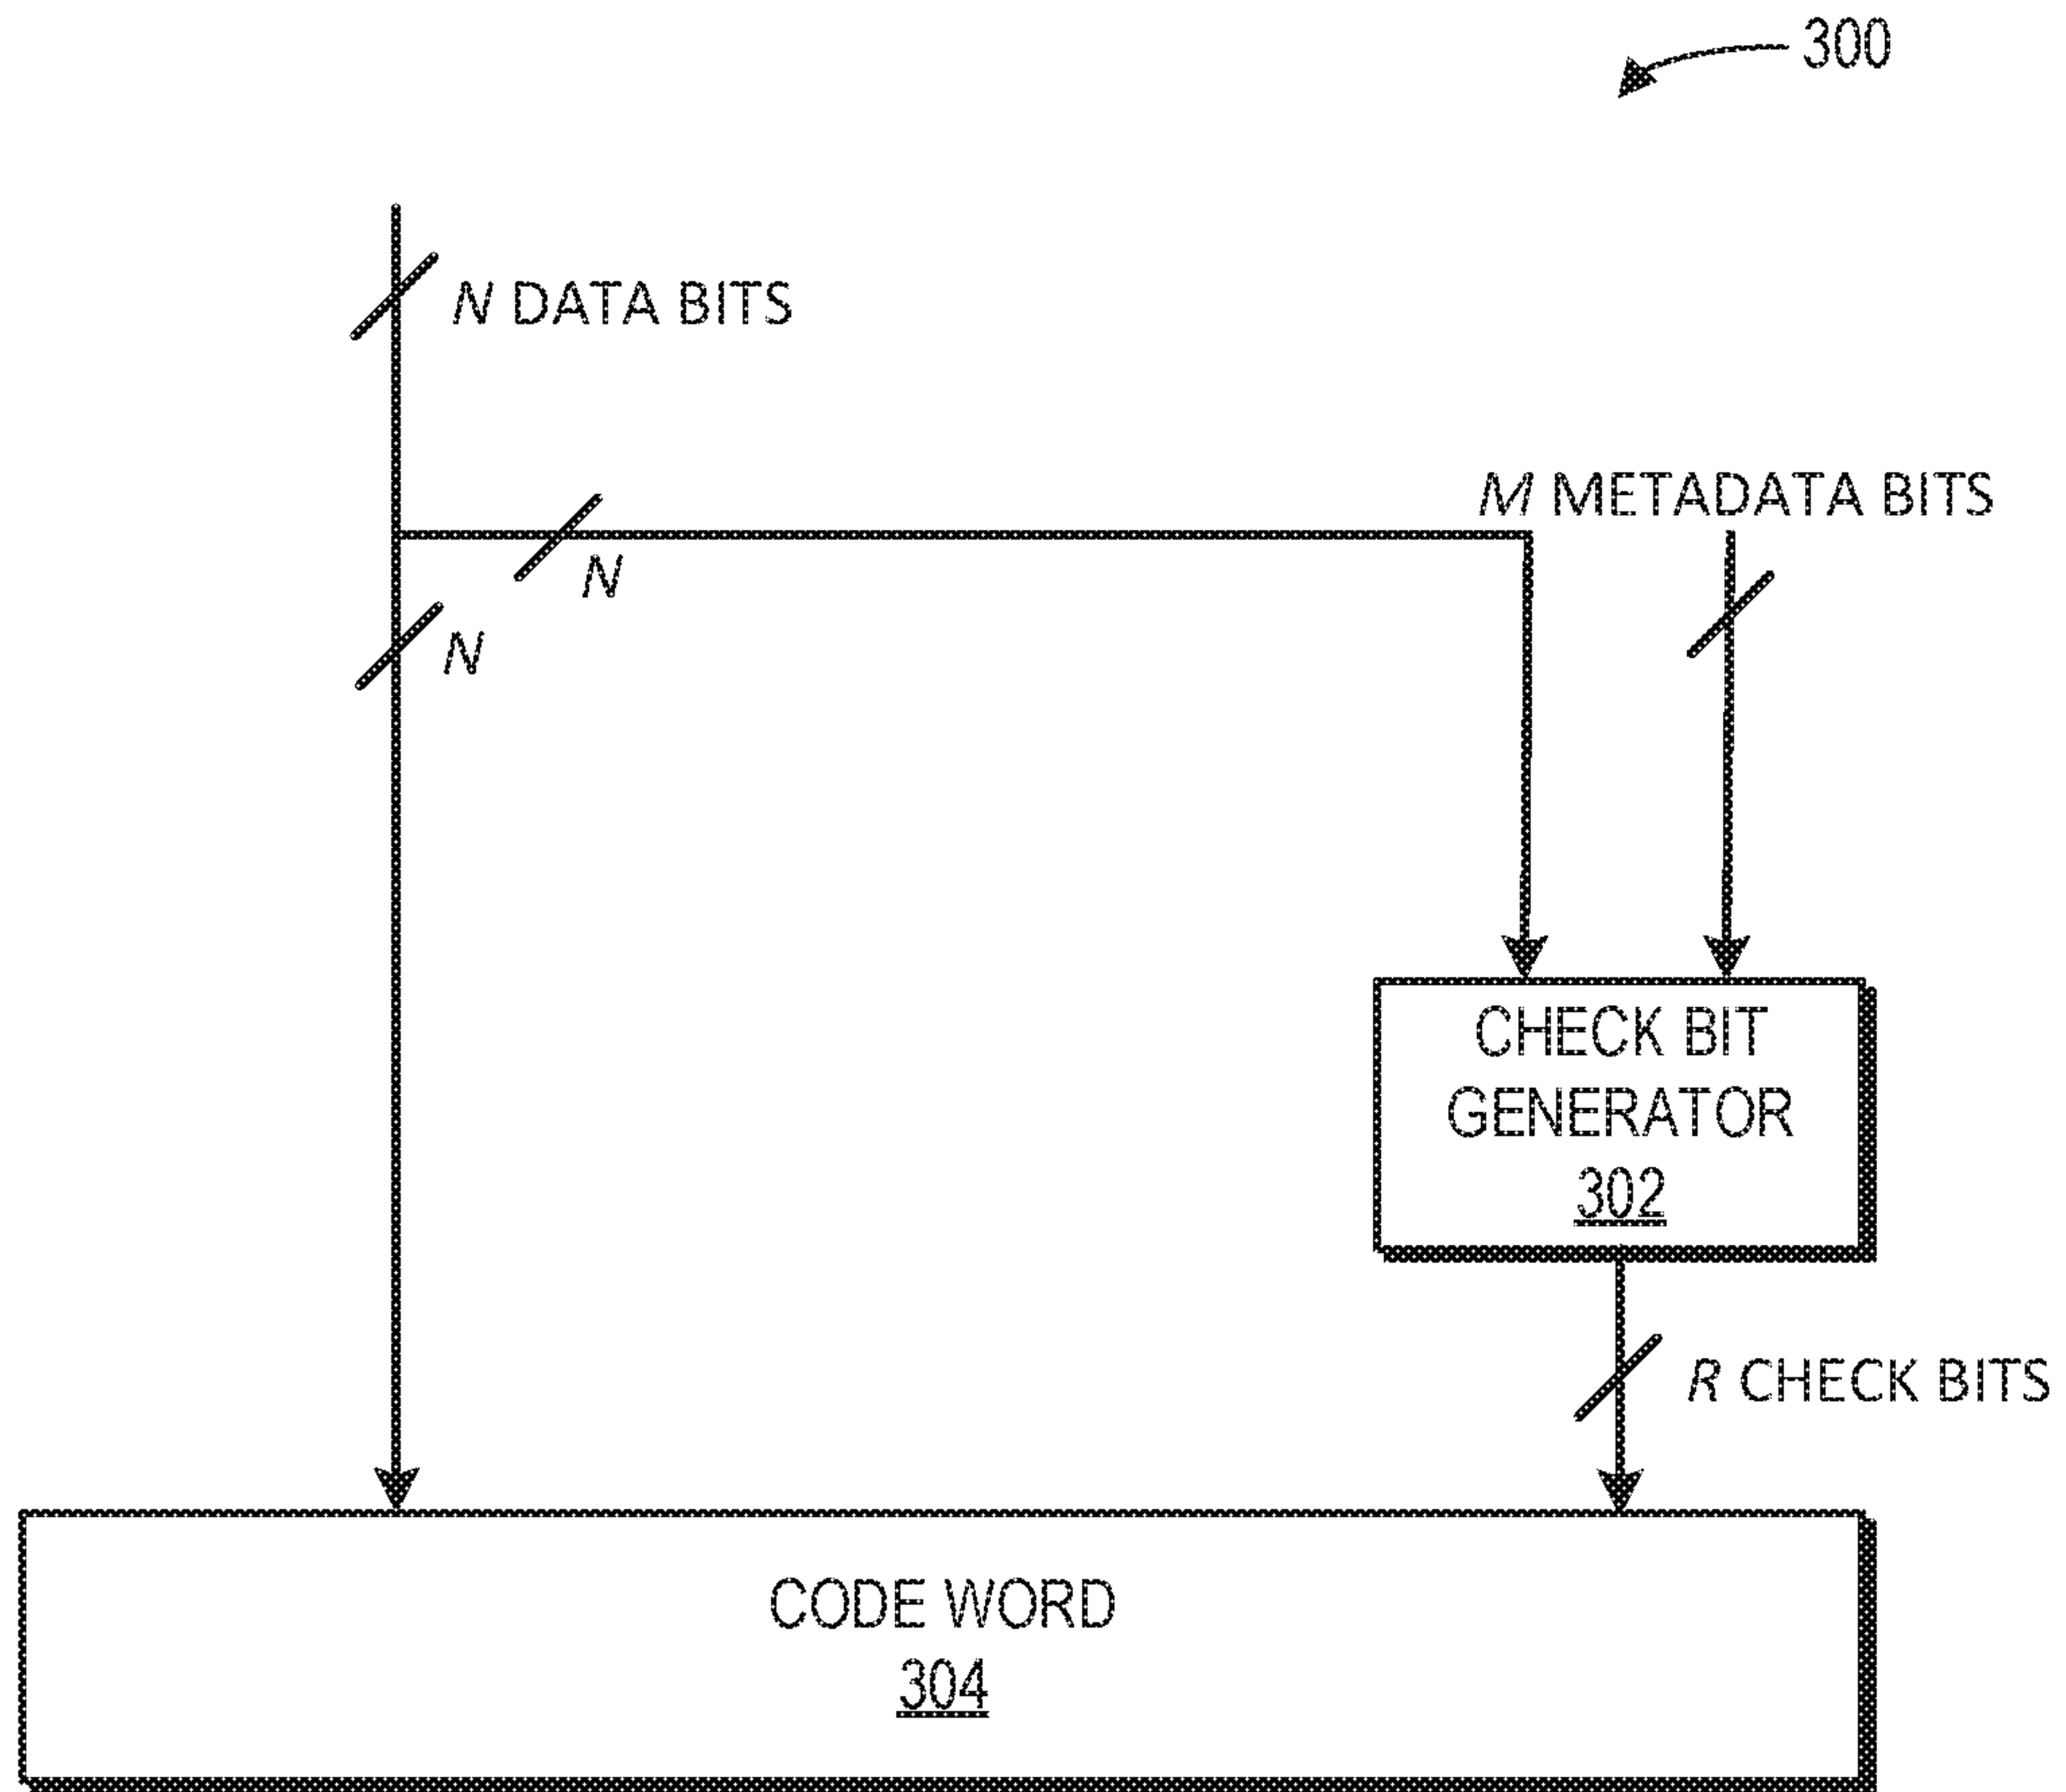 300
N DATA BITS
M METADATA BITS
N
N
CHECK BIT
GENERATOR
302
R CHECK BITS
CODE WORD
304